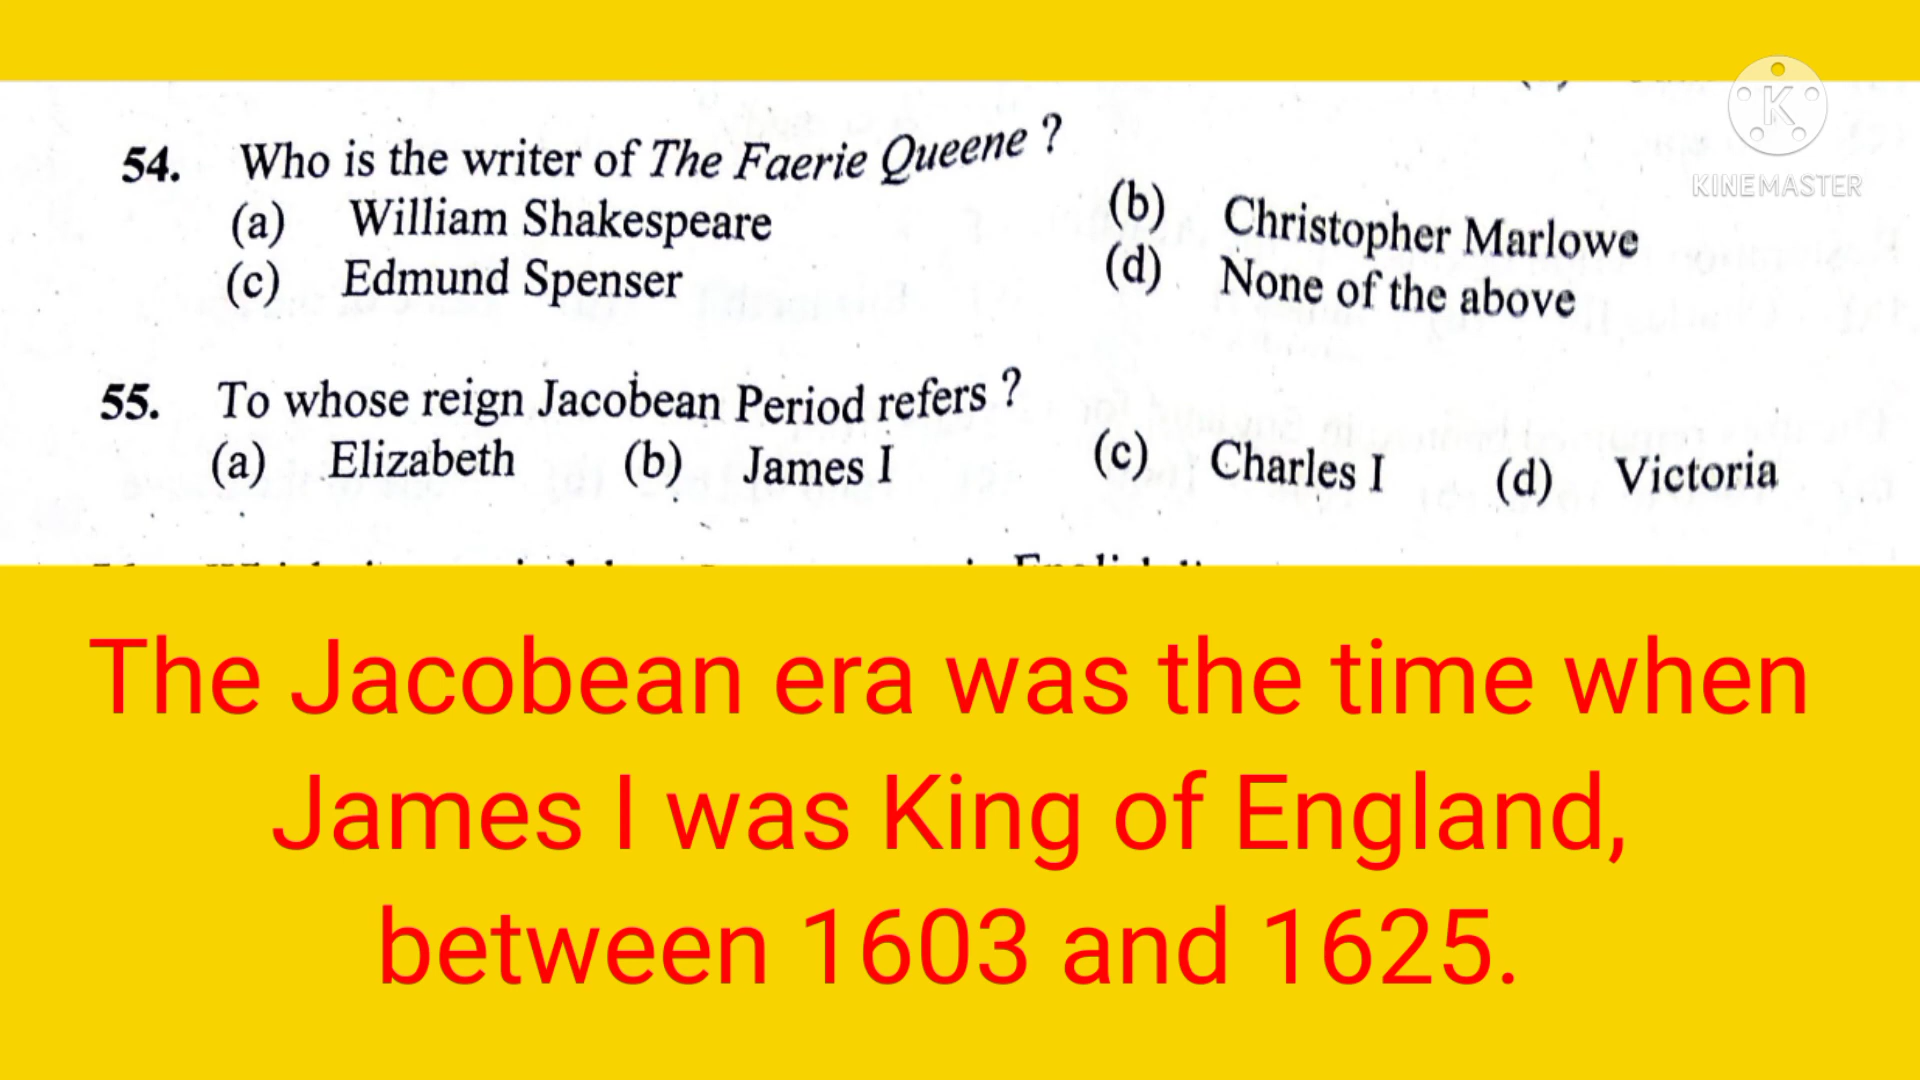 54. Who is the writer of The Faerie Queene ?
(a) William Shakespeare (b) Christopher Marlowe
(c) Edmund Spenser (d) None of the above
55. To whose reign Jacobean Period refers ?
(a) Elizabeth (b) James I (c) Charles I (d) Victoria
K
KINEMASTER
The Jacobean era was the time when
James I was King of England,
between 1603 and 1625.